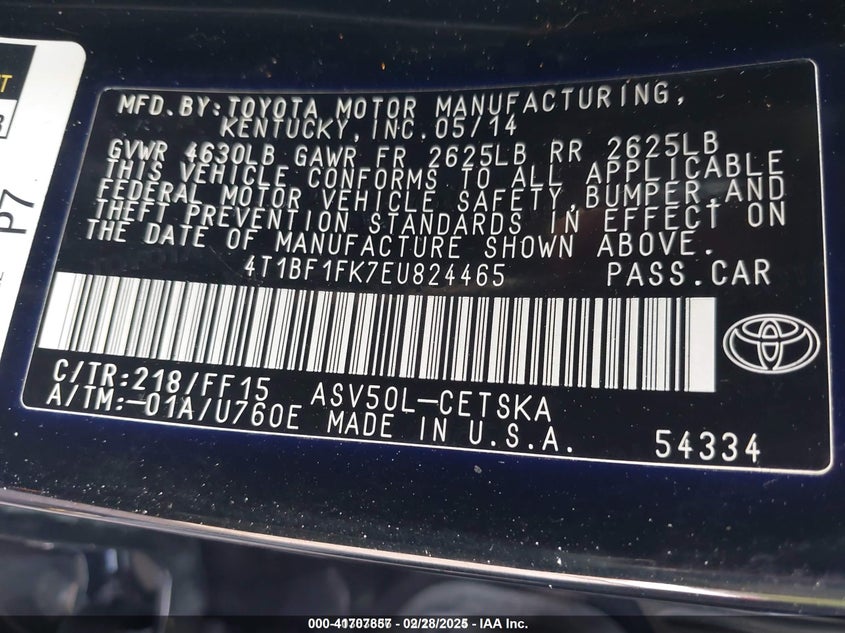 MFD.BY:TOYOTA MOTOR MANUFACTURING,
KENTUCKY,INC.05/14
GVWR 4630LB GAWR FR 2625LB RR 2625LB
THIS VEHICLE CONFORMS TO ALL APPLICABLE
FEDERAL MOTOR VEHICLE SAFETY,BUMPER,AND
THEFT PREVENTION STANDARDS IN EFFECT ON
THE DATE OF MANUFACTURE SHOWN ABOVE.
4T1BF1FK7EU824465 PASS.CAR
C/TR:218/FF15 ASV50L-CETSKA
A/TM:-01A/U760E MADE IN U.S.A. 54334
P7
000-41707857 - 02/28/2025 - IAA Inc.